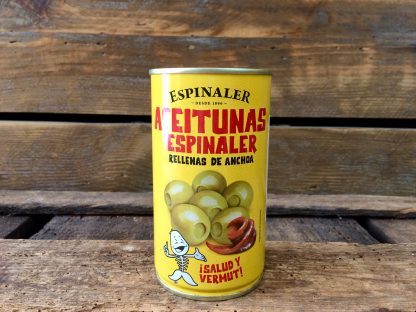 ESPINALER
DESDE 1896
ACEITUNAS
ESPINALER
RELLENAS DE ANCHOA
¡SALUD Y
VERMUT!